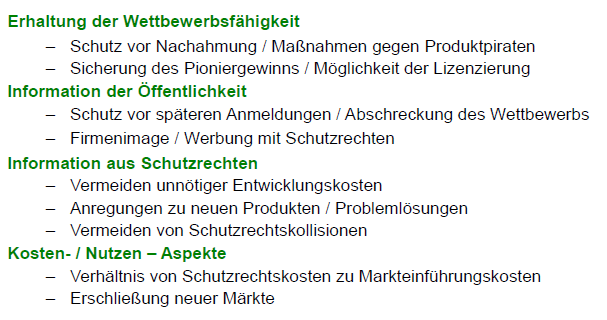 Erhaltung der Wettbewerbsfähigkeit
– Schutz vor Nachahmung / Maßnahmen gegen Produktpiraten
– Sicherung des Pioniergewinns / Möglichkeit der Lizenzierung
Information der Öffentlichkeit
– Schutz vor späteren Anmeldungen / Abschreckung des Wettbewerbs
– Firmenimage / Werbung mit Schutzrechten
Information aus Schutzrechten
– Vermeiden unnötiger Entwicklungskosten
– Anregungen zu neuen Produkten / Problemlösungen
– Vermeiden von Schutzrechtskollisionen
Kosten- / Nutzen – Aspekte
– Verhältnis von Schutzrechtskosten zu Markteinführungskosten
– Erschließung neuer Märkte